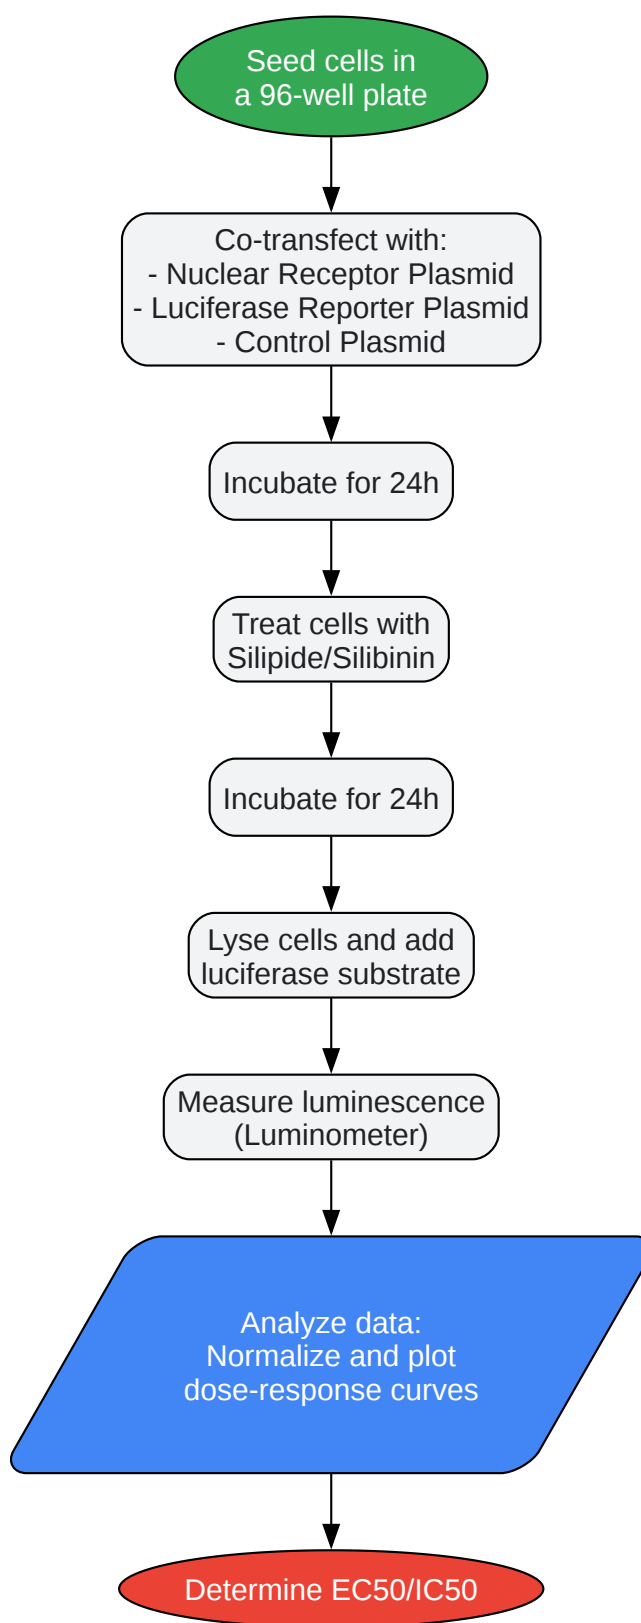 Seed cells in
a 96-well plate
Co-transfect with:
- Nuclear Receptor Plasmid
- Luciferase Reporter Plasmid
- Control Plasmid
Incubate for 24h
Treat cells with
Silipide/Silibinin
Incubate for 24h
Lyse cells and add
luciferase substrate
Measure luminescence
(Luminometer)
Analyze data:
Normalize and plot
dose-response curves
Determine EC50/IC50